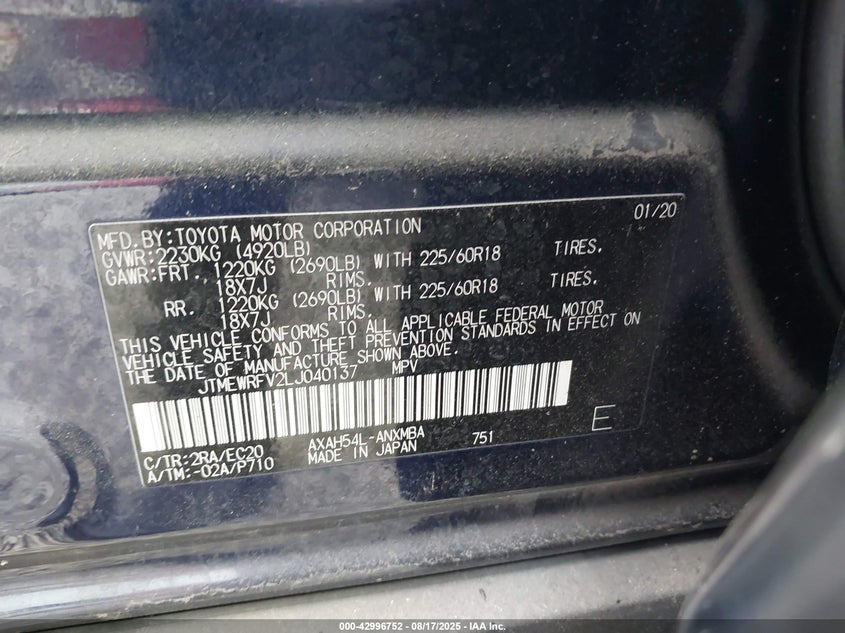 01/20
MFD. BY:TOYOTA MOTOR CORPORATION
GVWR:2230KG (4920LB)
GAWR:FRT. 1220KG (2690LB) WITH 225/60R18 TIRES.
18X7J RIMS.
RR. 1220KG (2690LB) WITH 225/60R18 TIRES.
18X7J RIMS.
THIS VEHICLE CONFORMS TO ALL APPLICABLE FEDERAL MOTOR
VEHICLE SAFETY AND THEFT PREVENTION STANDARDS IN EFFECT ON
THE DATE OF MANUFACTURE SHOWN ABOVE.
JTMEWRFV2LJ040137 MPV
C/TR:2RA/EC20 AXAH54L-ANXMBA 751 E
A/TM:-02A/P710 MADE IN JAPAN
000-42996752 - 08/17/2025 - IAA Inc.